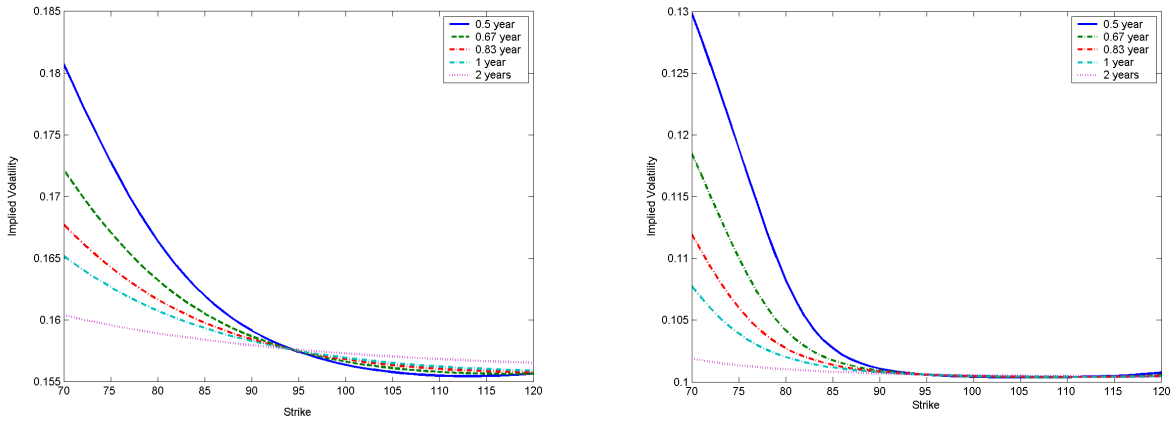 0.185
0.18
0.175
0.17
0.165
0.16
0.155
Implied Volatility
70 75 80 85 90 95 100 105 110 115 120
Strike
0.5 year
0.67 year
0.83 year
1 year
2 years
0.13
0.125
0.12
0.115
0.11
0.105
0.1
Implied Volatility
70 75 80 85 90 95 100 105 110 115 120
Strike
0.5 year
0.67 year
0.83 year
1 year
2 years